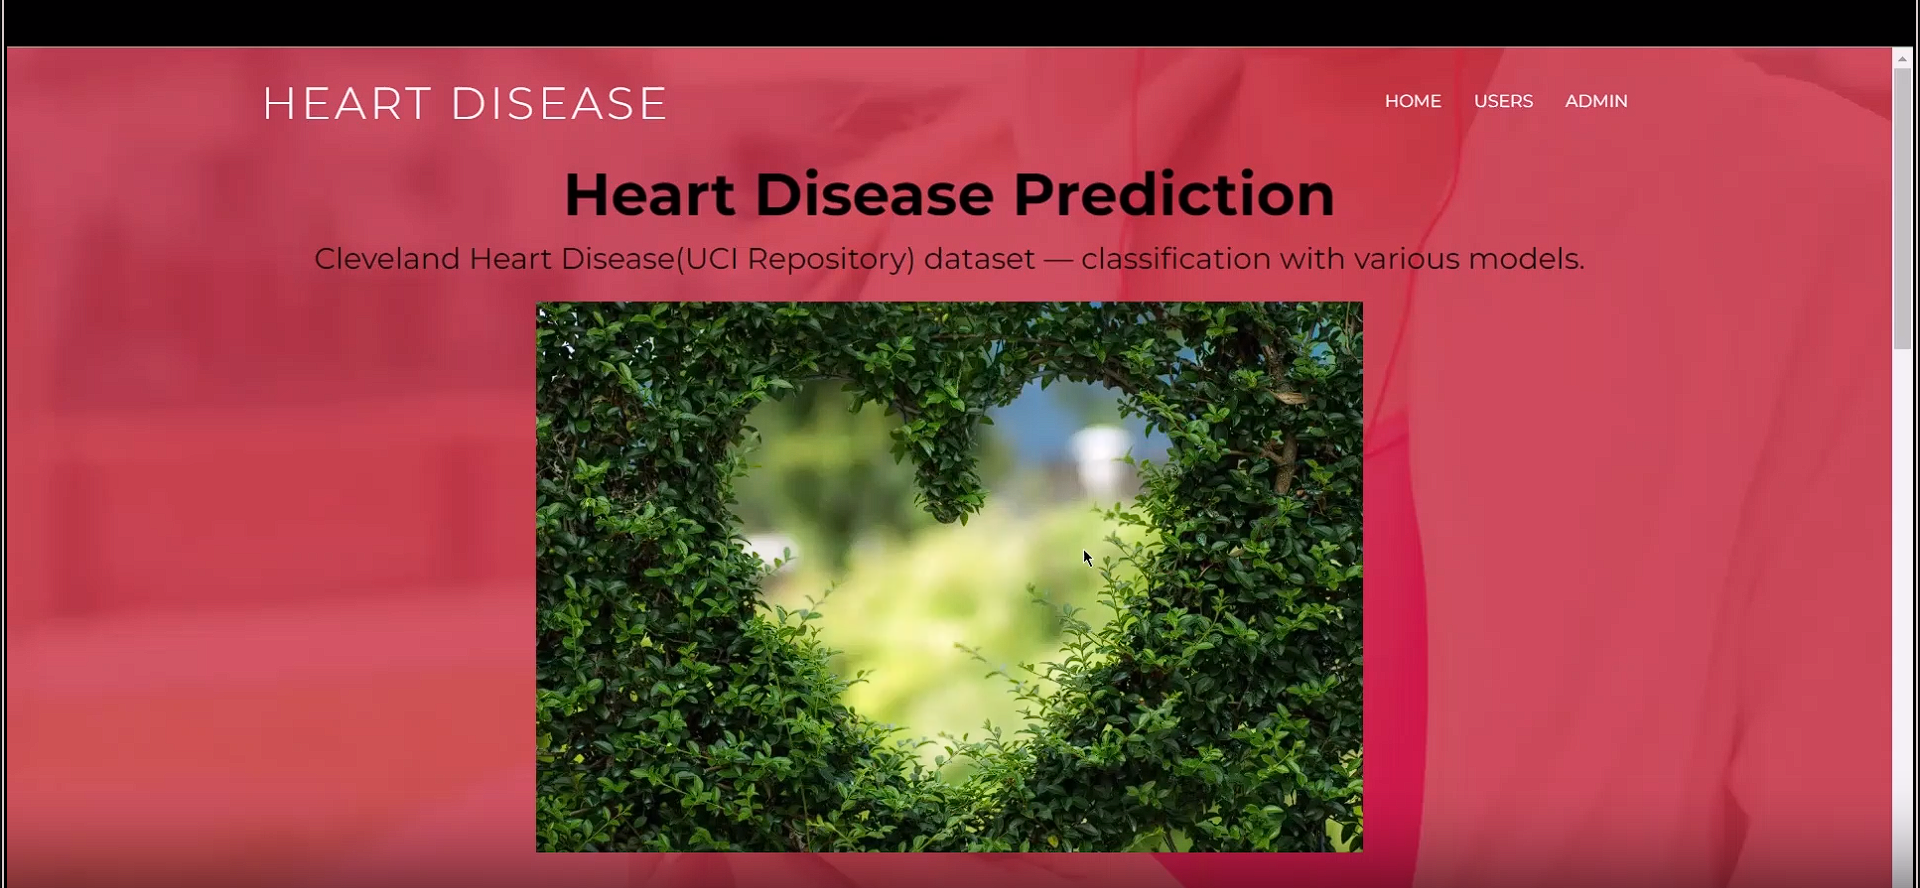 HEART DISEASE
HOME USERS ADMIN
Heart Disease Prediction
Cleveland Heart Disease(UCI Repository) dataset — classification with various models.